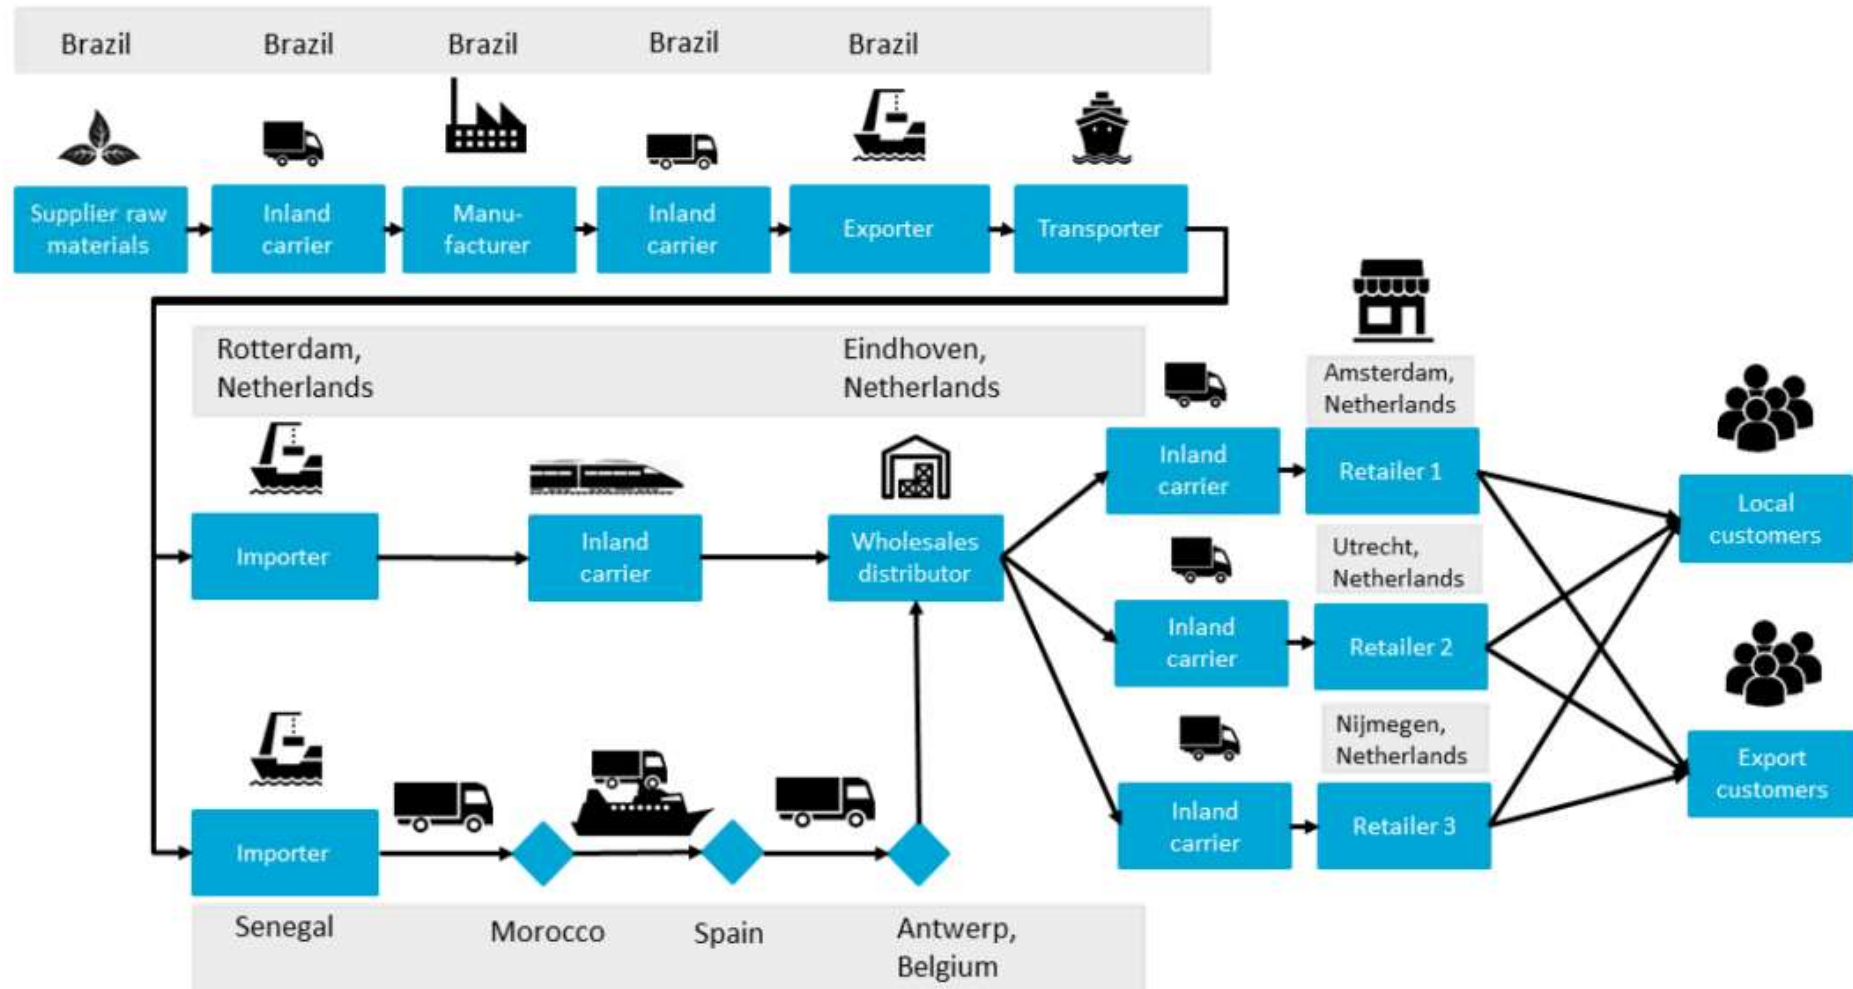 Brazil
Brazil
Brazil
Brazil
Brazil
Supplier raw
materials
Inland
carrier
Manu-
facturer
Inland
carrier
Exporter
Transporter
Rotterdam,
Netherlands
Eindhoven,
Netherlands
Importer
Inland
carrier
Wholesales
distributor
Inland
carrier
Amsterdam,
Netherlands
Retailer 1
Inland
carrier
Utrecht,
Netherlands
Retailer 2
Inland
carrier
Nijmegen,
Netherlands
Retailer 3
Local
customers
Export
customers
Importer
Senegal
Morocco
Spain
Antwerp,
Belgium